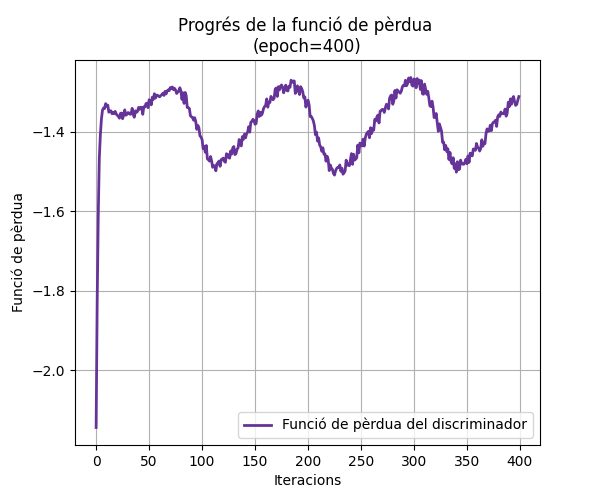 Progrés de la funció de pèrdua
(epoch=400)
Funció de pèrdua
−1.4
−1.6
−1.8
−2.0
Funció de pèrdua del discriminador
0 50 100 150 200 250 300 350 400
Iteracions